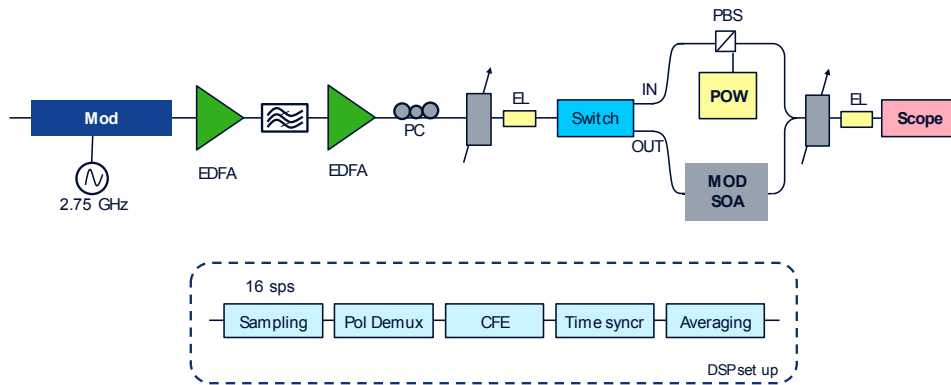 PBS
IN
POW
Mod
EL
Switch
EL
Scope
PC
OUT
EDFA
EDFA
MOD
SOA
2.75 GHz
16 sps
Sampling
Pol Demux
CFE
Time syncr
Averaging
DSPset up